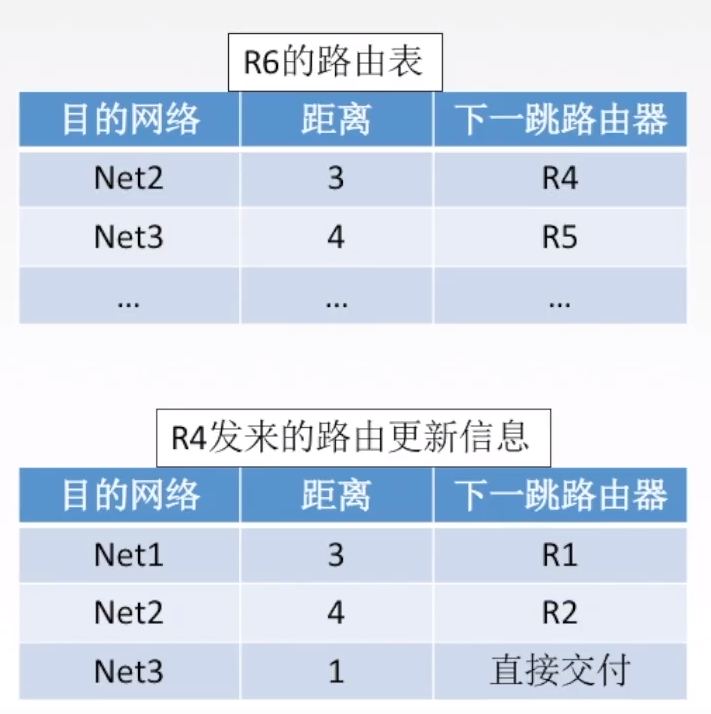 R6的路由表
目的网络 距离 下一跳路由器
Net2 3 R4
Net3 4 R5
... ... ...
R4发来的路由更新信息
目的网络 距离 下一跳路由器
Net1 3 R1
Net2 4 R2
Net3 1 直接交付